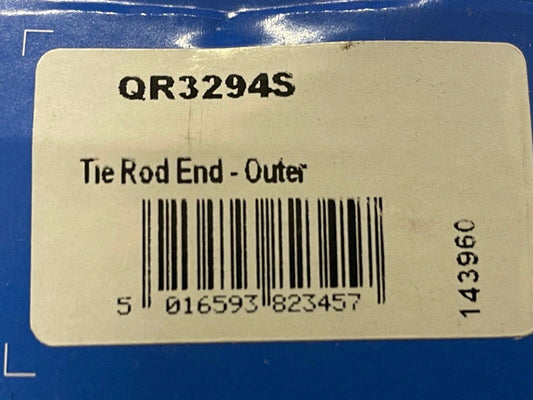 QR3294S
Tie Rod End - Outer
5 016593 823457
143960